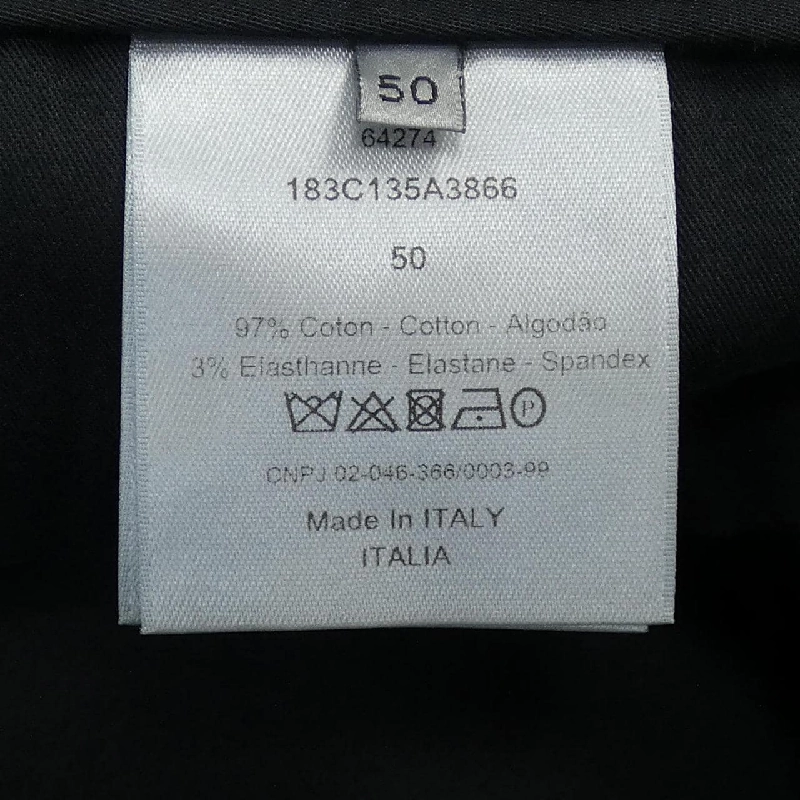 50
64274
183C135A3866
50
97% Coton - Cotton - Algodão
3% Elasthanne - Elastane - Spandex
P
CNPJ 02-046-366/0003-99
Made In ITALY
ITALIA